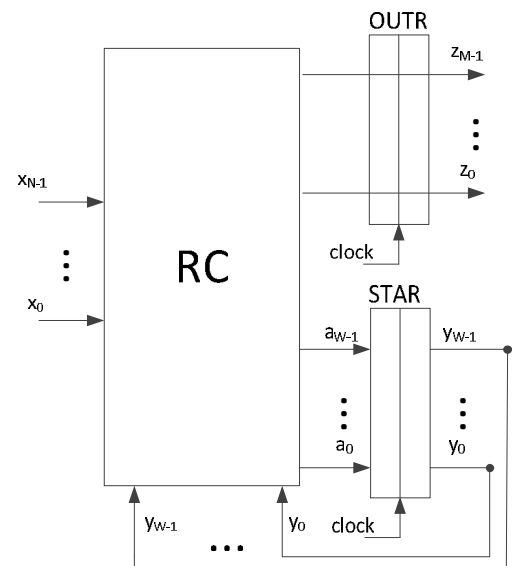 OUTR
z_{M-1}
z_0
clock
x_{N-1}
x_0
RC
STAR
a_{W-1}
a_0
y_{W-1}
y_0
clock
y_{W-1}
y_0